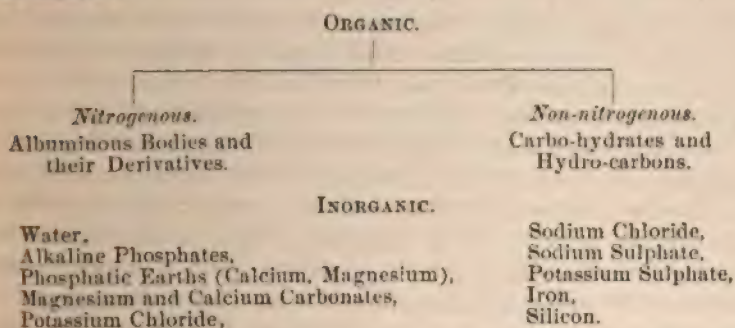 ORGANIC.
Nitrogenous.
Albuminous Bodies and
their Derivatives.
Non-nitrogenous.
Carbo-hydrates and
Hydro-carbons.
INORGANIC.
Water,
Alkaline Phosphates,
Phosphatic Earths (Calcium, Magnesium),
Magnesium and Calcium Carbonates,
Potassium Chloride,
Sodium Chloride,
Sodium Sulphate,
Potassium Sulphate,
Iron,
Silicon.